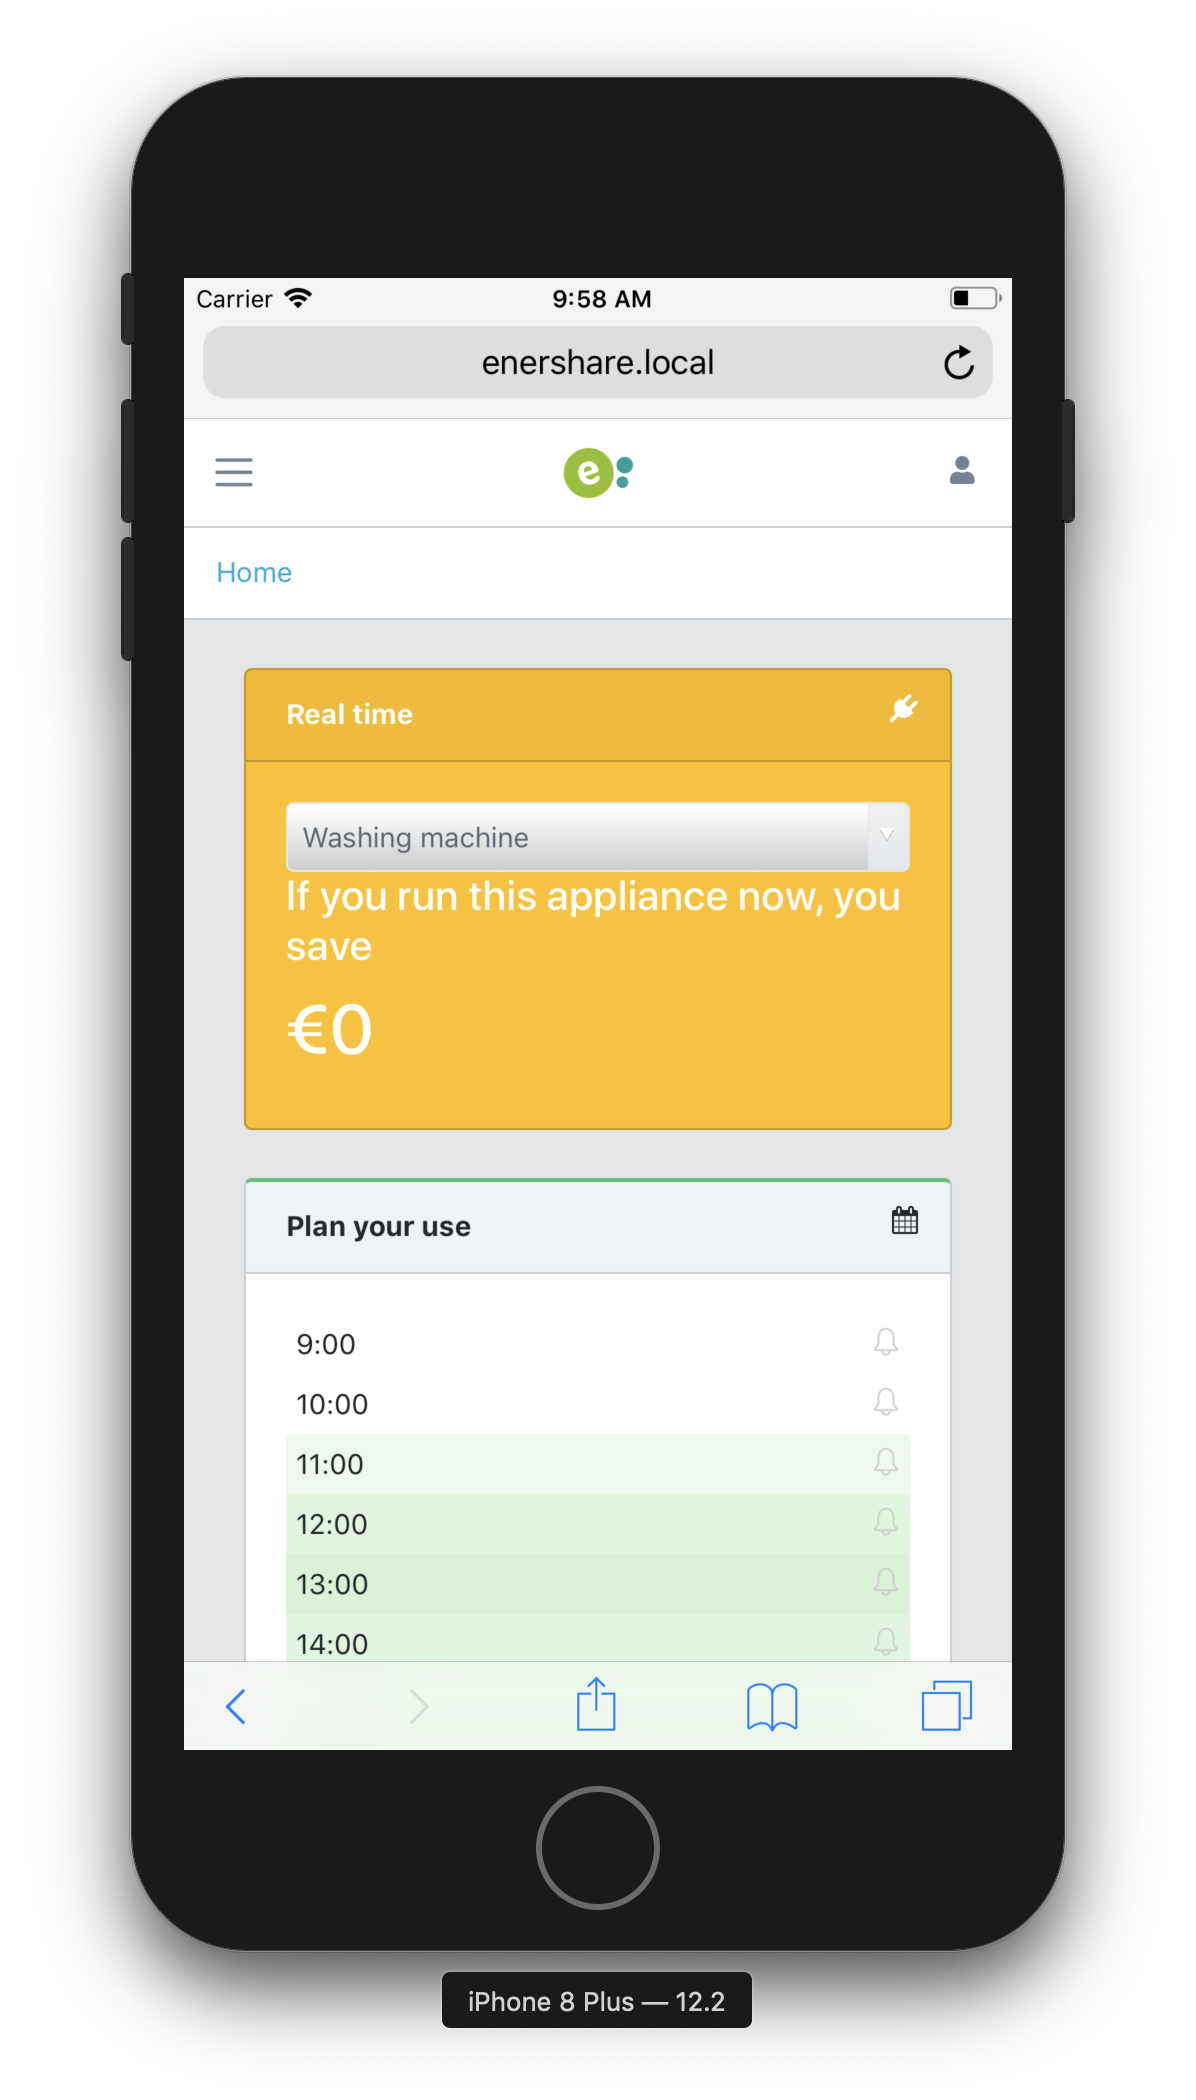 Carrier 9:58 AM
enershare.local
e
Home
Real time
Washing machine
If you run this appliance now, you
save
€0
Plan your use
9:00
10:00
11:00
12:00
13:00
14:00
iPhone 8 Plus — 12.2